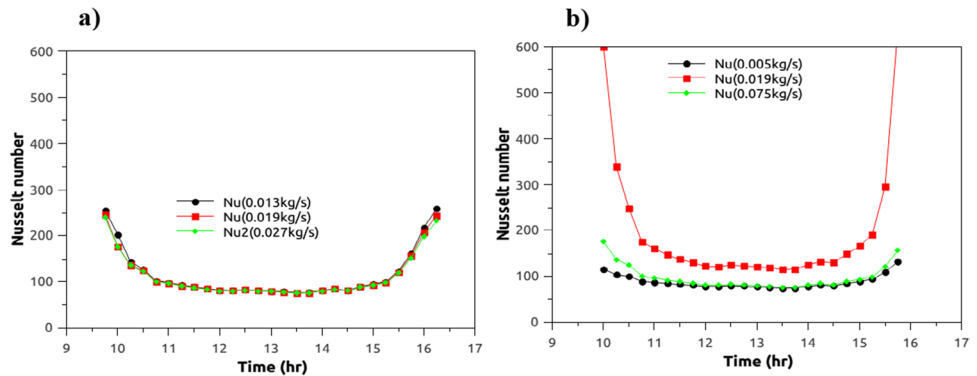 a)
600
500
400
300
200
100
0
Nusselt number
Nu(0.013kg/s)
Nu(0.019kg/s)
Nu2(0.027kg/s)
9 10 11 12 13 14 15 16 17
Time (hr)
b)
600
500
400
300
200
100
0
Nusselt number
Nu(0.005kg/s)
Nu(0.019kg/s)
Nu(0.075kg/s)
9 10 11 12 13 14 15 16 17
Time (hr)